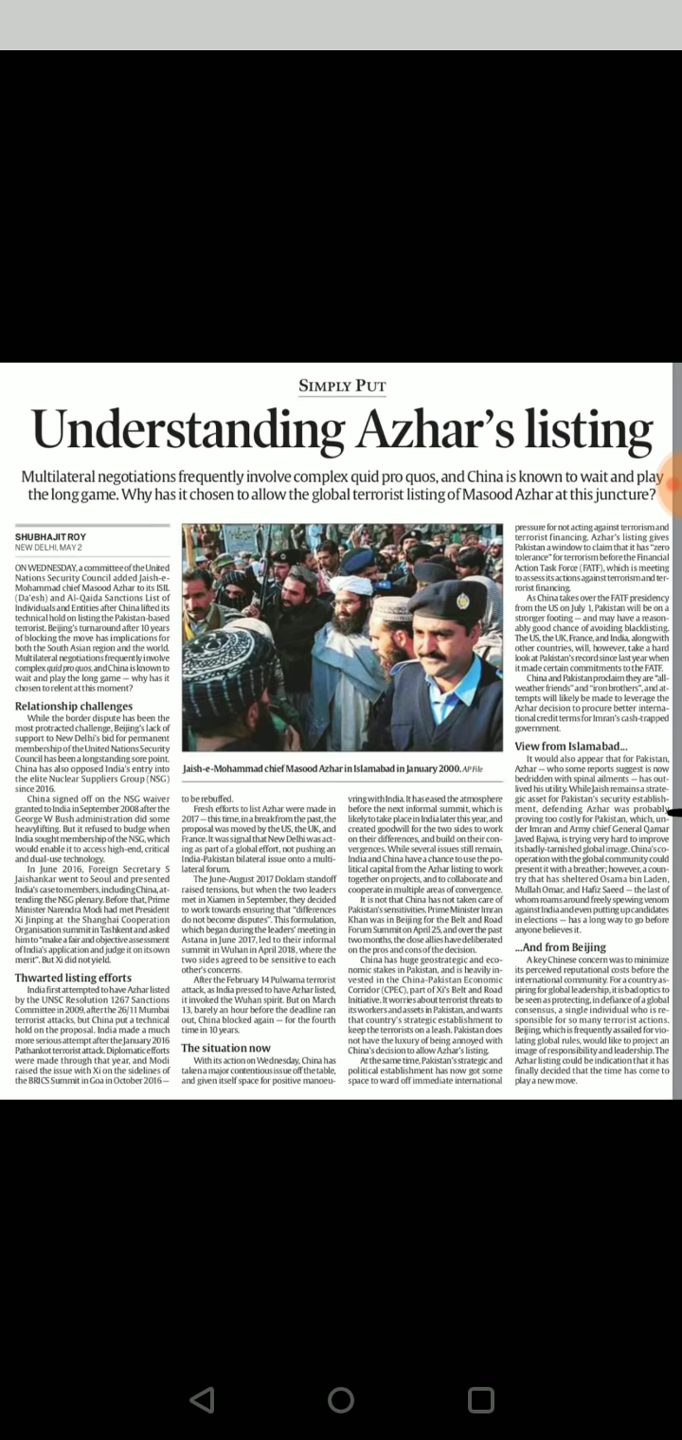 SIMPLY PUT
Understanding Azhar's listing
Multilateral negotiations frequently involve complex quid pro quos, and China is known to wait and play
the long game. Why has it chosen to allow the global terrorist listing of Masood Azhar at this juncture?
SHUBHAJIT ROY
NEW DELHI, MAY 2
ON WEDNESDAY, a committee of the United
Nations Security Council added Jaish-e-
Mohammad chief Masood Azhar to its ISIL
(Da'esh) and Al-Qaida Sanctions List of
Individuals and Entities after China lifted its
technical hold on listing the Pakistan-based
terrorist. Beijing's turnaround after 10 years
of blocking the move has implications for
both the South Asian region and the world.
Multilateral negotiations frequently involve
complex quid pro quos, and China is known to
wait and play the long game — why has it
chosen to relent at this moment?
Relationship challenges
While the border dispute has been the
most protracted challenge, Beijing's lack of
support to New Delhi's bid for permanent
membership of the United Nations Security
Council has been a longstanding sore point.
China has also opposed India's entry into
the elite Nuclear Suppliers Group (NSG)
since 2016.
China signed off on the NSG waiver
granted to India in September 2008 after the
George W Bush administration did some
heavylifting. But it refused to budge when
India sought membership of the NSG, which
would enable it to access high-end, critical
and dual-use technology.
In June 2016, Foreign Secretary S
Jaishankar went to Seoul and presented
India's case to members, including China, at-
tending the NSG plenary. Before that, Prime
Minister Narendra Modi had met President
Xi Jinping at the Shanghai Cooperation
Organisation summit in Tashkent and asked
him to "make a fair and objective assessment
of India's application and judge it on its own
merit". But Xi did not yield.
Thwarted listing efforts
India first attempted to have Azhar listed
by the UNSC Resolution 1267 Sanctions
Committee in 2009, after the 26/11 Mumbai
terrorist attacks, but China put a technical
hold on the proposal. India made a much
more serious attempt after the January 2016
Pathankot terrorist attack. Diplomatic efforts
were made through that year, and Modi
raised the issue with Xi on the sidelines of
the BRICS Summit in Goa in October 2016 —
Jaish-e-Mohammad chief Masood Azhar in Islamabad in January 2000. AP File
to be rebuffed.
Fresh efforts to list Azhar were made in
2017 — this time, in a break from the past, the
proposal was moved by the US, the UK, and
France. It was signal that New Delhi was act-
ing as part of a global effort, not pushing an
India-Pakistan bilateral issue onto a multi-
lateral forum.
The June-August 2017 Doklam standoff
raised tensions, but when the two leaders
met in Xiamen in September, they decided
to work towards ensuring that "differences
do not become disputes". This formulation,
which began during the leaders' meeting in
Astana in June 2017, led to their informal
summit in Wuhan in April 2018, where the
two sides agreed to be sensitive to each
other's concerns.
After the February 14 Pulwama terrorist
attack, as India pressed to have Azhar listed,
it invoked the Wuhan spirit. But on March
13, barely an hour before the deadline ran
out, China blocked again — for the fourth
time in 10 years.
The situation now
With its action on Wednesday, China has
taken a major contentious issue off the table,
and given itself space for positive manoeu-
vring with India. It has eased the atmosphere
before the next informal summit, which is
likely to take place in India later this year, and
created goodwill for the two sides to work
on their differences, and build on their con-
vergences. While several issues still remain,
India and China have a chance to use the po-
litical capital from the Azhar listing to work
together on projects, and to collaborate and
cooperate in multiple areas of convergence.
It is not that China has not taken care of
Pakistan's sensitivities. Prime Minister Imran
Khan was in Beijing for the Belt and Road
Forum Summit on April 25, and over the past
two months, the close allies have deliberated
on the pros and cons of the decision.
China has huge geostrategic and eco-
nomic stakes in Pakistan, and is heavily in-
vested in the China-Pakistan Economic
Corridor (CPEC), part of Xi's Belt and Road
Initiative. It worries about terrorist threats to
its workers and assets in Pakistan, and wants
that country's strategic establishment to
keep the terrorists on a leash. Pakistan does
not have the luxury of being annoyed with
China's decision to allow Azhar's listing.
At the same time, Pakistan's strategic and
political establishment has now got some
space to ward off immediate international
pressure for not acting against terrorism and
terrorist financing. Azhar's listing gives
Pakistan a window to claim that it has "zero
tolerance" for terrorism before the Financial
Action Task Force (FATF), which is meeting
to assess its actions against terrorism and ter-
rorist financing.
As China takes over the FATF presidency
from the US on July 1, Pakistan will be on a
stronger footing — and may have a reason-
ably good chance of avoiding blacklisting.
The US, the UK, France, and India, along with
other countries, will, however, take a hard
look at Pakistan's record since last year when
it made certain commitments to the FATF.
China and Pakistan proclaim they are "all-
weather friends" and "iron brothers", and at-
tempts will likely be made to leverage the
Azhar decision to procure better interna-
tional credit terms for Imran's cash-trapped
government.
View from Islamabad...
It would also appear that for Pakistan,
Azhar — who some reports suggest is now
bedridden with spinal ailments — has out-
lived his utility. While Jaish remains a strate-
gic asset for Pakistan's security establish-
ment, defending Azhar was probably
proving too costly for Pakistan, which, un-
der Imran and Army chief General Qamar
Javed Bajwa, is trying very hard to improve
its badly-tarnished global image. China's co-
operation with the global community could
present it with a breather; however, a coun-
try that has sheltered Osama bin Laden,
Mullah Omar, and Hafiz Saeed — the last of
whom roams around freely spewing venom
against India and even putting up candidates
in elections — has a long way to go before
anyone believes it.
...And from Beijing
A key Chinese concern was to minimize
its perceived reputational costs before the
international community. For a country as-
piring for global leadership, it is bad optics to
be seen as protecting, in defiance of a global
consensus, a single individual who is re-
sponsible for so many terrorist actions.
Beijing, which is frequently assailed for vio-
lating global rules, would like to project an
image of responsibility and leadership. The
Azhar listing could be indication that it has
finally decided that the time has come to
play a new move.